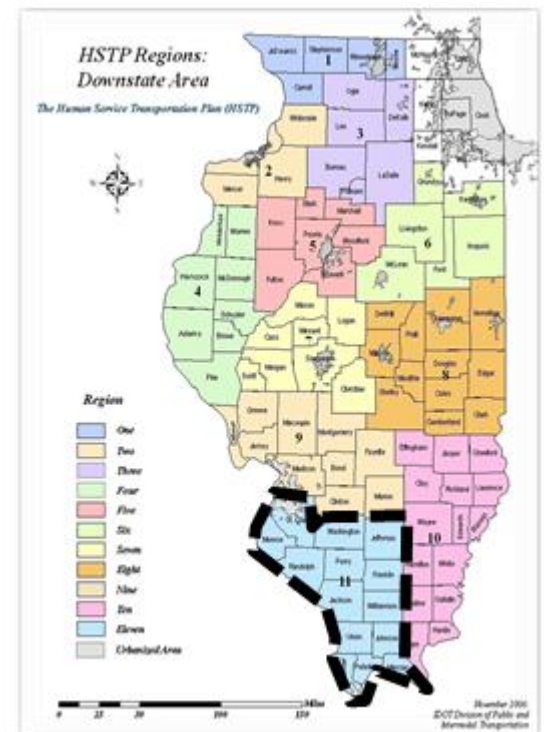 HSTP Regions:
Downstate Area
The Human Service Transportation Plan (HSTP)
Stephenson
1
Carroll
Ogle
Whiteside
Lee
3
DeKalb
DuPage
Cook
Kendall
2
Henry
Bureau
LaSalle
Mercer
Grundy
Putnam
Knox
Stark
Marshall
Warren
Peoria
5
Woodford
Livingston
6
Iroquois
Hancock
4
McDonough
Fulton
McLean
Ford
Mason
Logan
Schuyler
Adams
Brown
Cass
Menard
DeWitt
Piatt
Vermilion
7
Morgan
Scott
Pike
Christian
Douglas
8
Edgar
Coles
Shelby
Cumberland
Clark
Greene
Macoupin
9
Montgomery
Jersey
Fayette
Effingham
Jasper
Crawford
Madison
Bond
Clay
Richland
Lawrence
Clinton
Marion
Wayne
10
Edwards
Washington
Jefferson
Monroe
Randolph
Perry
11
Franklin
White
Jackson
Williamson
Gallatin
Union
Johnson
Hardin
Region
One
Two
Three
Four
Five
Six
Seven
Eight
Nine
Ten
Eleven
Urbanized Area
0 25 50 100 150
Miles
November 2006
IDOT Division of Public and
Intermodal Transportation